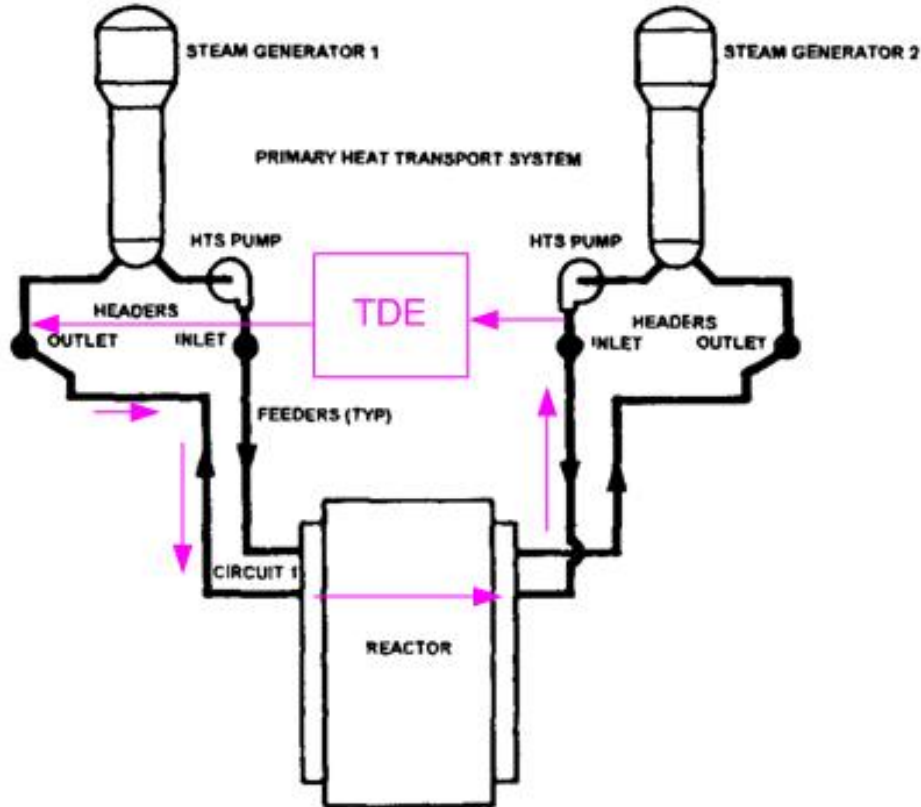 STEAM GENERATOR 1
STEAM GENERATOR 2
PRIMARY HEAT TRANSPORT SYSTEM
HTS PUMP
HTS PUMP
TDE
HEADERS
HEADERS
OUTLET
INLET
INLET
OUTLET
FEEDERS (TYP)
CIRCUIT 1
REACTOR